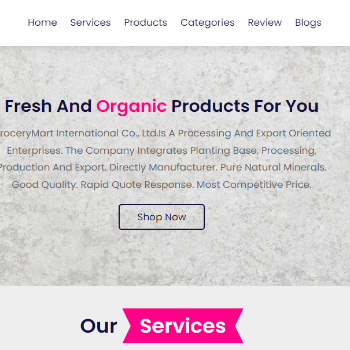 Home Services Products Categories Review Blogs
Fresh And Organic Products For You
roceryMart International Co., Ltd.Is A Processing And Export Oriented
Enterprises. The Company Integrates Planting Base, Processing,
Production And Export. Directly Manufacturer. Pure Natural Minerals.
Good Quality. Rapid Quote Response. Most Competitive Price.
Shop Now
Our Services